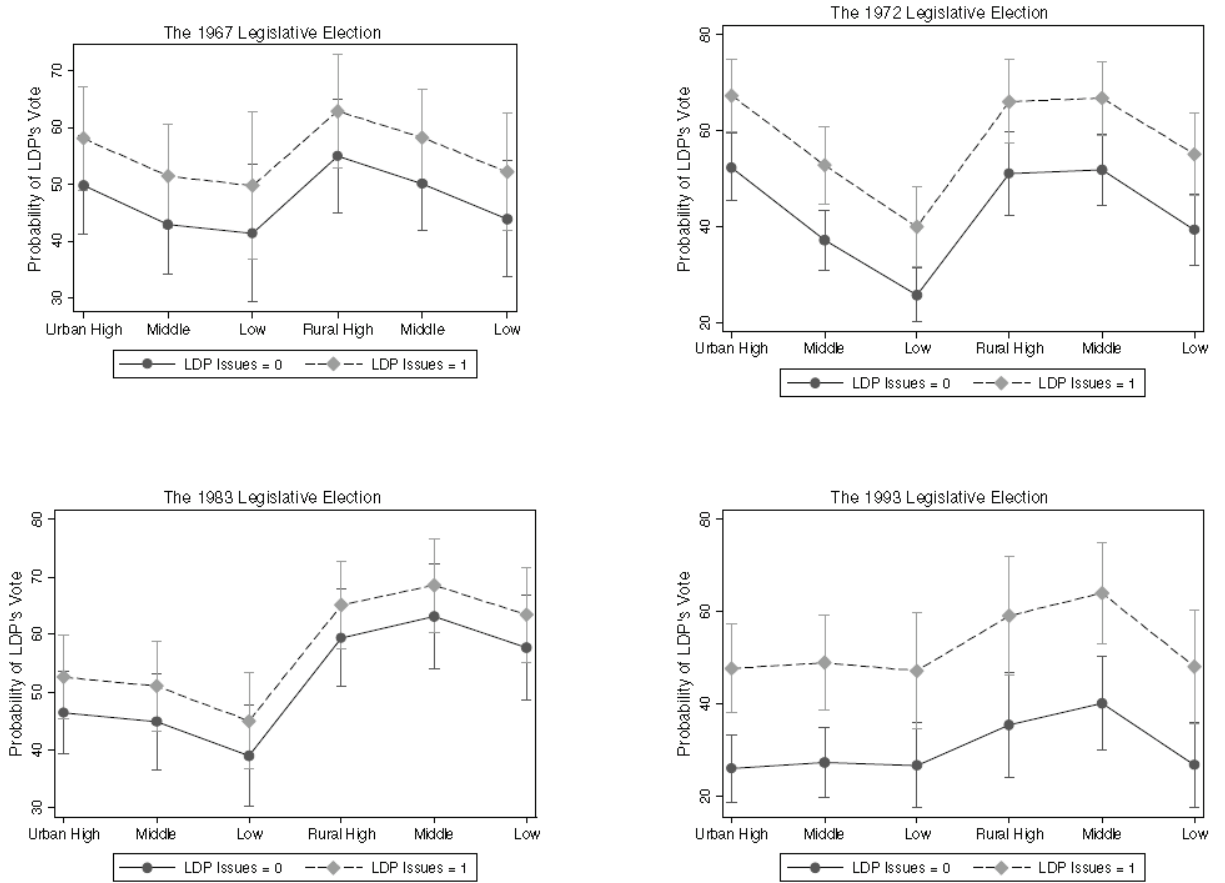 The 1967 Legislative Election
Probability of LDP's Vote
70
60
50
40
30
Urban High Middle Low Rural High Middle Low
LDP Issues = 0 LDP Issues = 1
The 1972 Legislative Election
Probability of LDP's Vote
80
60
40
20
Urban High Middle Low Rural High Middle Low
LDP Issues = 0 LDP Issues = 1
The 1983 Legislative Election
Probability of LDP's Vote
80
70
60
50
40
30
Urban High Middle Low Rural High Middle Low
LDP Issues = 0 LDP Issues = 1
The 1993 Legislative Election
Probability of LDP's Vote
80
60
40
20
Urban High Middle Low Rural High Middle Low
LDP Issues = 0 LDP Issues = 1